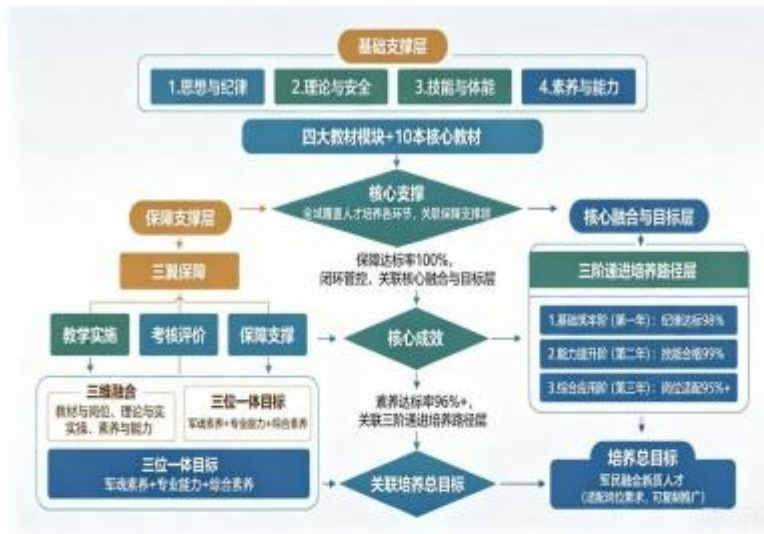 基础支撑层
1.思想与纪律
2.理论与安全
3.技能与体能
4.素养与能力
四大教材模块+10本核心教材
核心支撑
全域覆盖人才培养各环节，关联保障支撑层
保障支撑层
核心融合与目标层
三翼保障
保障达标率100%，
闭环管控，关联核心融合与目标层
三阶递进培养路径层
教学实施
考核评价
保障支撑
核心成效
1.基础筑牢阶（第一年）：纪律达标98%
2.能力提升阶（第二年）：技能合格99%
3.综合应用阶（第三年）：岗位适配95%+
三维融合
教材与岗位、理论与实
实操、素养与能力
三位一体目标
军魂素养+专业能力+综合素养
素养达标率96%+，
关联三阶递进培养路径层
三位一体目标
军魂素养+专业能力+综合素养
关联培养总目标
培养总目标
军民融合新质人才
（适配岗位需求，可复制推广）